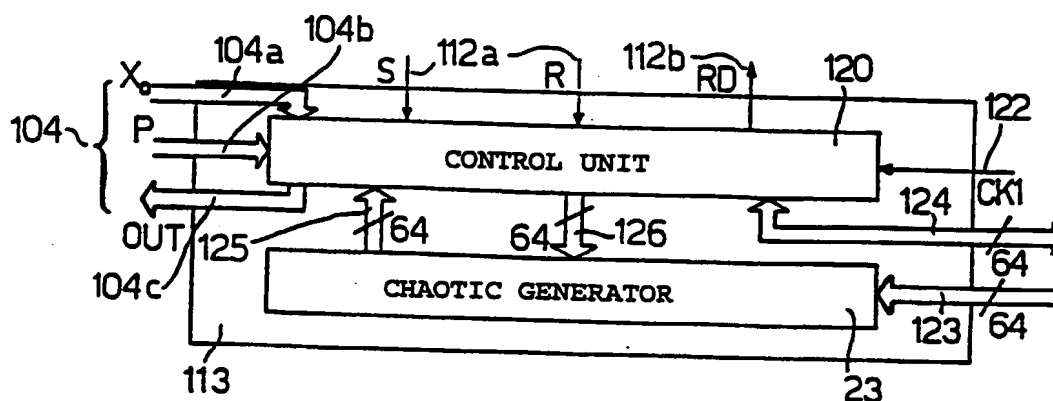 104b
X₀ 104a
S 112a
R
112b
RD
120
104
P
CONTROL UNIT
122
CK1
OUT
125
64
64
126
124
64
104c
CHAOTIC GENERATOR
123
64
113
23